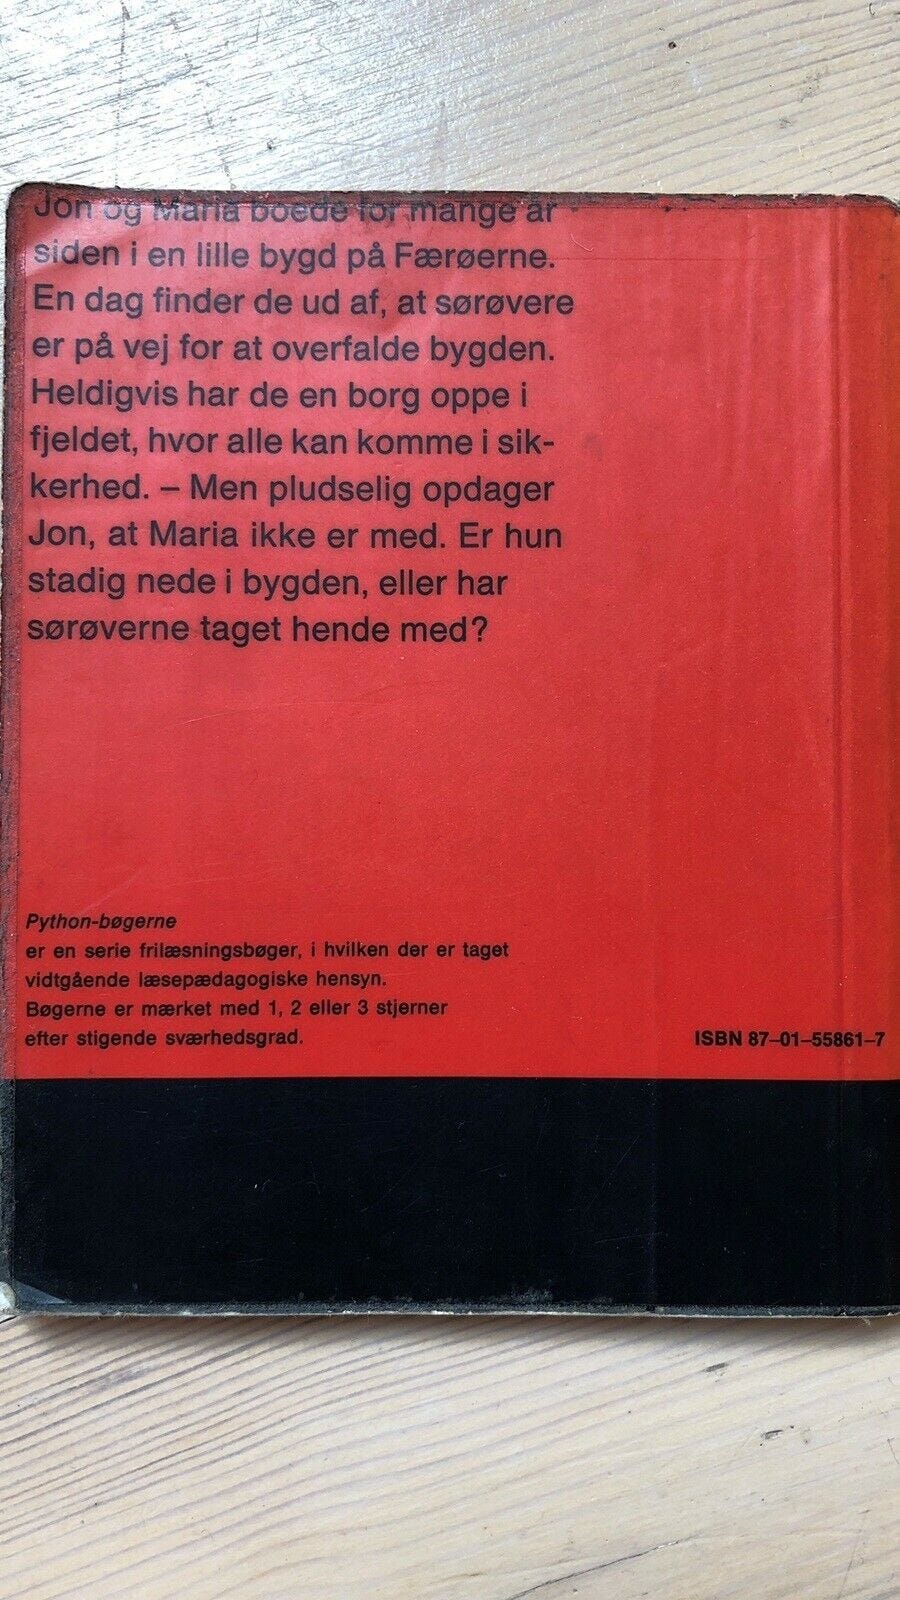 Jon og Maria boede for mange år
siden i en lille bygd på Færøerne.
En dag finder de ud af, at sørøvere
er på vej for at overfalde bygden.
Heldigvis har de en borg oppe i
fjeldet, hvor alle kan komme i sik-
kerhed. – Men pludselig opdager
Jon, at Maria ikke er med. Er hun
stadig nede i bygden, eller har
sørøverne taget hende med?
Python-bøgerne
er en serie frilæsningsbøger, i hvilken der er taget
vidtgående læsepædagogiske hensyn.
Bøgerne er mærket med 1, 2 eller 3 stjerner
efter stigende sværhedsgrad.
ISBN 87–01–55861–7